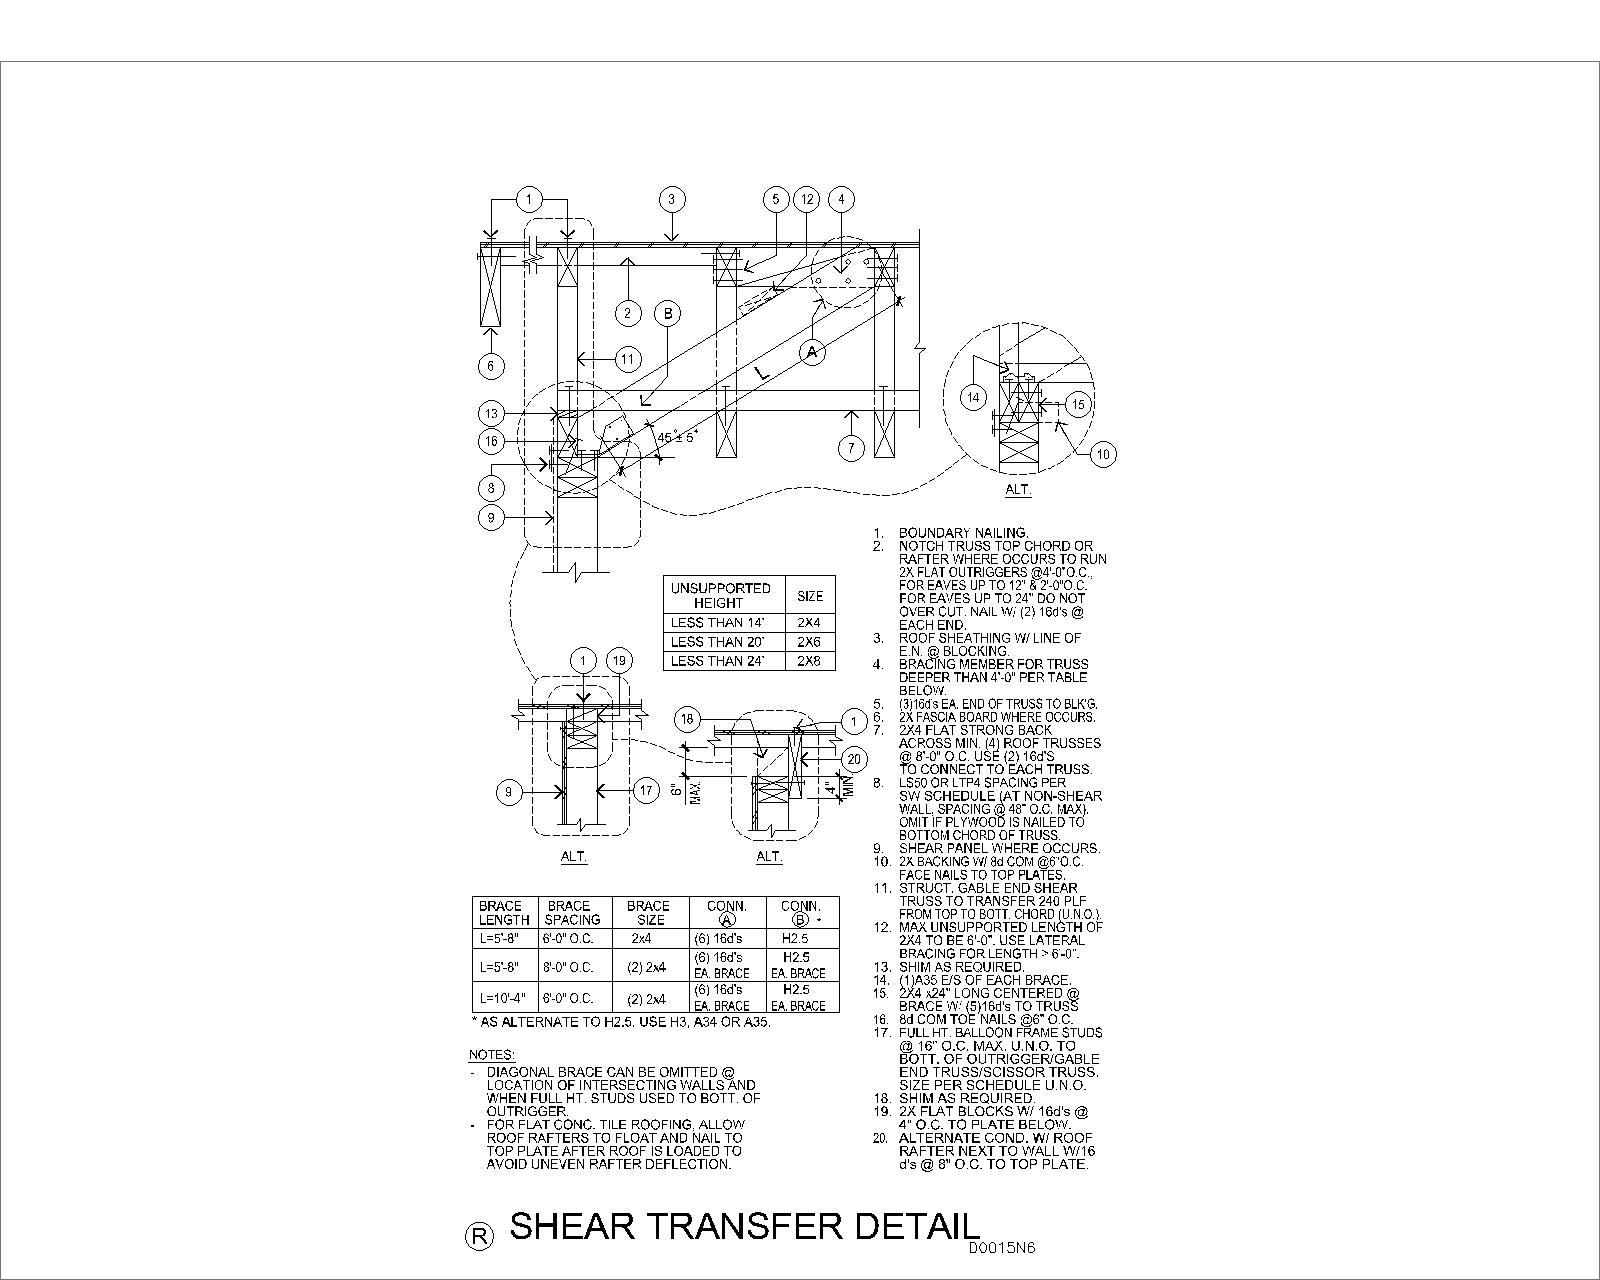 1
3
5
12
4
2
B
11
6
A
L
13
16
45°± 5°
14
15
10
7
8
9
ALT.
UNSUPPORTED HEIGHT SIZE
LESS THAN 14' 2X4
LESS THAN 20' 2X6
LESS THAN 24' 2X8
1
19
9
17
ALT.
18
1
20
6" MAX.
4" MIN
ALT.
BRACE LENGTH BRACE SPACING BRACE SIZE CONN. A CONN. B *
L=5'-8" 6'-0" O.C. 2x4 (6) 16d's H2.5
L=5'-8" 8'-0" O.C. (2) 2x4 (6) 16d's EA. BRACE H2.5 EA. BRACE
L=10'-4" 6'-0" O.C. (2) 2x4 (6) 16d's EA. BRACE H2.5 EA. BRACE
* AS ALTERNATE TO H2.5. USE H3, A34 OR A35.
NOTES:
- DIAGONAL BRACE CAN BE OMITTED @
LOCATION OF INTERSECTING WALLS AND
WHEN FULL HT. STUDS USED TO BOTT. OF
OUTRIGGER.
- FOR FLAT CONC. TILE ROOFING, ALLOW
ROOF RAFTERS TO FLOAT AND NAIL TO
TOP PLATE AFTER ROOF IS LOADED TO
AVOID UNEVEN RAFTER DEFLECTION.
1. BOUNDARY NAILING.
2. NOTCH TRUSS TOP CHORD OR
RAFTER WHERE OCCURS TO RUN
2X FLAT OUTRIGGERS @4'-0"O.C.,
FOR EAVES UP TO 12" & 2'-0"O.C.
FOR EAVES UP TO 24" DO NOT
OVER CUT. NAIL W/ (2) 16d's @
EACH END.
3. ROOF SHEATHING W/ LINE OF
E.N. @ BLOCKING.
4. BRACING MEMBER FOR TRUSS
DEEPER THAN 4'-0" PER TABLE
BELOW.
5. (3)16d's EA. END OF TRUSS TO BLK'G.
6. 2X FASCIA BOARD WHERE OCCURS.
7. 2X4 FLAT STRONG BACK
ACROSS MIN. (4) ROOF TRUSSES
@ 8'-0" O.C. USE (2) 16d'S
TO CONNECT TO EACH TRUSS.
8. LS50 OR LTP4 SPACING PER
SW SCHEDULE (AT NON-SHEAR
WALL, SPACING @ 48" O.C. MAX).
OMIT IF PLYWOOD IS NAILED TO
BOTTOM CHORD OF TRUSS.
9. SHEAR PANEL WHERE OCCURS.
10. 2X BACKING W/ 8d COM @6"O.C.
FACE NAILS TO TOP PLATES.
11. STRUCT. GABLE END SHEAR
TRUSS TO TRANSFER 240 PLF
FROM TOP TO BOTT. CHORD (U.N.O.).
12. MAX UNSUPPORTED LENGTH OF
2X4 TO BE 6'-0". USE LATERAL
BRACING FOR LENGTH > 6'-0".
13. SHIM AS REQUIRED.
14. (1)A35 E/S OF EACH BRACE.
15. 2X4 x24" LONG CENTERED @
BRACE W/ (5)16d's TO TRUSS
16. 8d COM TOE NAILS @6" O.C.
17. FULL HT. BALLOON FRAME STUDS
@ 16" O.C. MAX. U.N.O. TO
BOTT. OF OUTRIGGER/GABLE
END TRUSS/SCISSOR TRUSS.
SIZE PER SCHEDULE U.N.O.
18. SHIM AS REQUIRED.
19. 2X FLAT BLOCKS W/ 16d's @
4" O.C. TO PLATE BELOW.
20. ALTERNATE COND. W/ ROOF
RAFTER NEXT TO WALL W/16
d's @ 8" O.C. TO TOP PLATE.
R SHEAR TRANSFER DETAIL
D0015N6